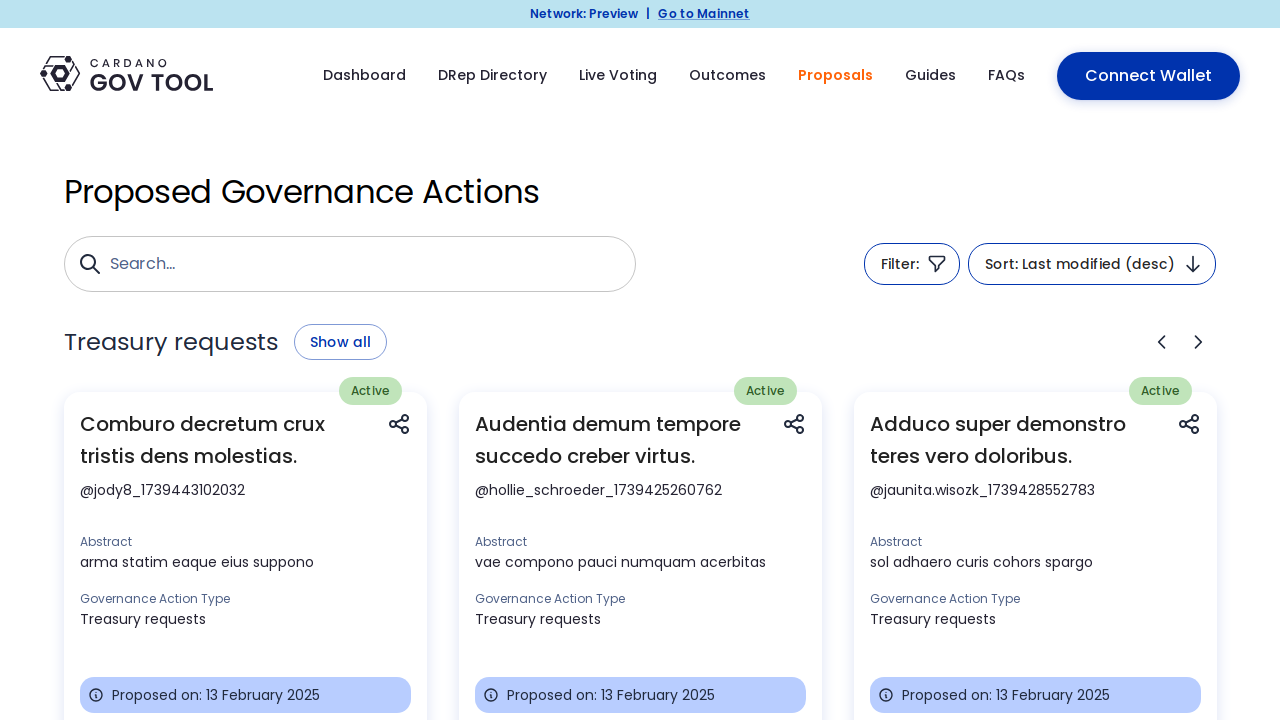 Network: Preview | Go to Mainnet
CARDANO
GOV TOOL
Dashboard DRep Directory Live Voting Outcomes Proposals Guides FAQs Connect Wallet
Proposed Governance Actions
Search...
Filter:
Sort: Last modified (desc)
Treasury requests
Show all
Active
Comburo decretum crux
tristis dens molestias.
@jody8_1739443102032
Abstract
arma statim eaque eius suppono
Governance Action Type
Treasury requests
Proposed on: 13 February 2025
Active
Audentia demum tempore
succedo creber virtus.
@hollie_schroeder_1739425260762
Abstract
vae compono pauci numquam acerbitas
Governance Action Type
Treasury requests
Proposed on: 13 February 2025
Active
Adduco super demonstro
teres vero doloribus.
@jaunita.wisozk_1739428552783
Abstract
sol adhaero curis cohors spargo
Governance Action Type
Treasury requests
Proposed on: 13 February 2025